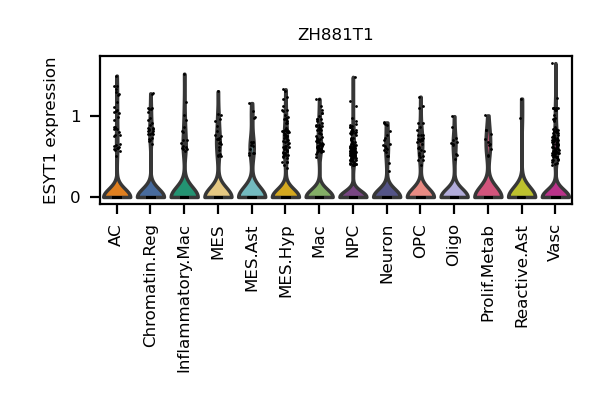 ZH881T1
ESYT1 expression
1
0
AC
Chromatin.Reg
Inflammatory.Mac
MES
MES.Ast
MES.Hyp
Mac
NPC
Neuron
OPC
Oligo
Prolif.Metab
Reactive.Ast
Vasc